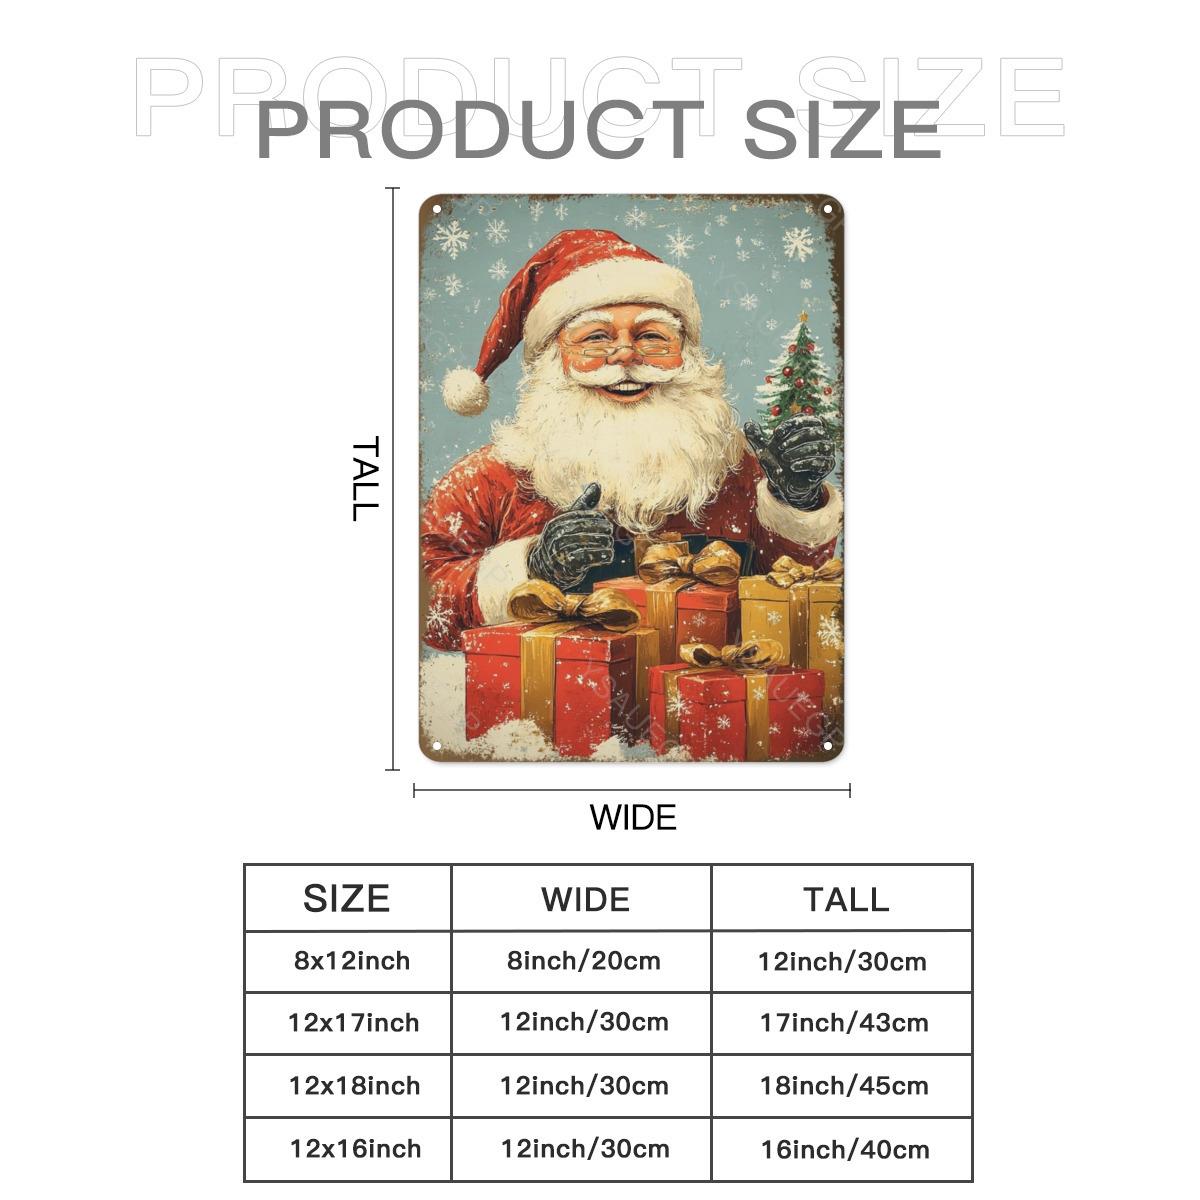 PRODUCT SIZE
PRODUCT SIZE
TALL
WIDE
SIZE WIDE TALL
8x12inch 8inch/20cm 12inch/30cm
12x17inch 12inch/30cm 17inch/43cm
12x18inch 12inch/30cm 18inch/45cm
12x16inch 12inch/30cm 16inch/40cm